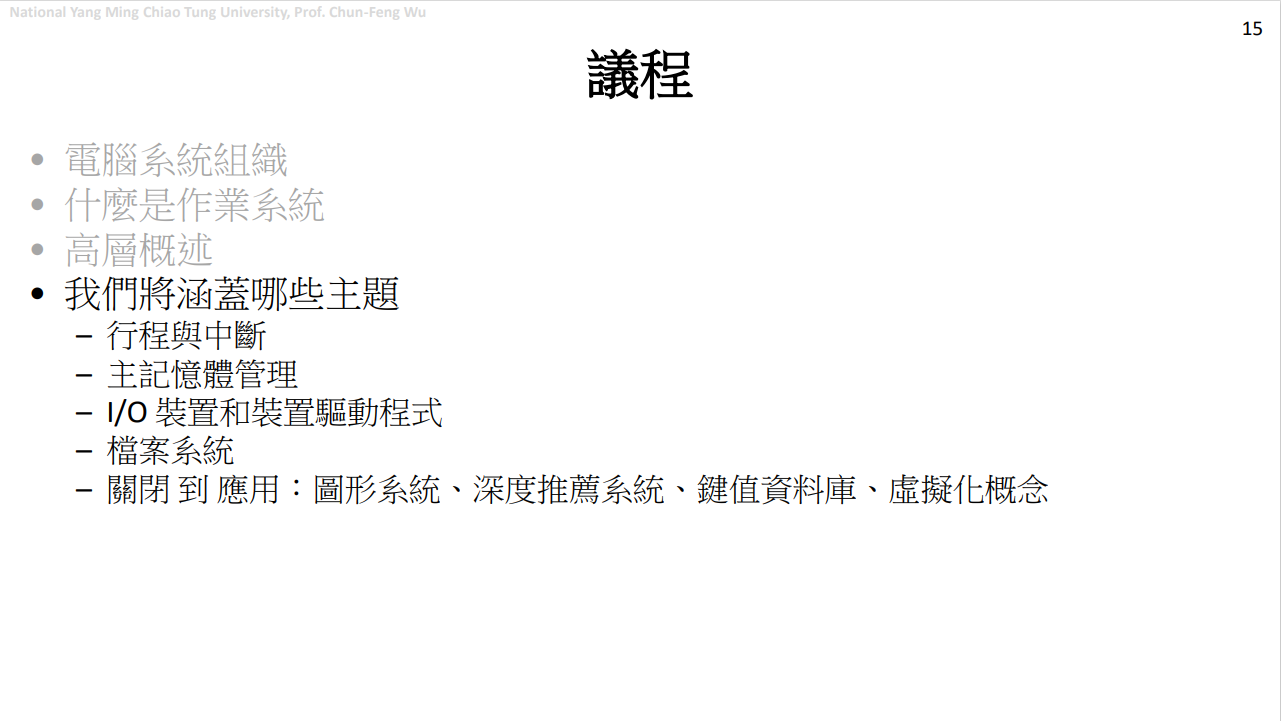 National Yang Ming Chiao Tung University, Prof. Chun-Feng Wu
15
議程
• 電腦系統組織
• 什麼是作業系統
• 高層概述
• 我們將涵蓋哪些主題
– 行程與中斷
– 主記憶體管理
– I/O 裝置和裝置驅動程式
– 檔案系統
– 關閉 到 應用：圖形系統、深度推薦系統、鍵值資料庫、虛擬化概念